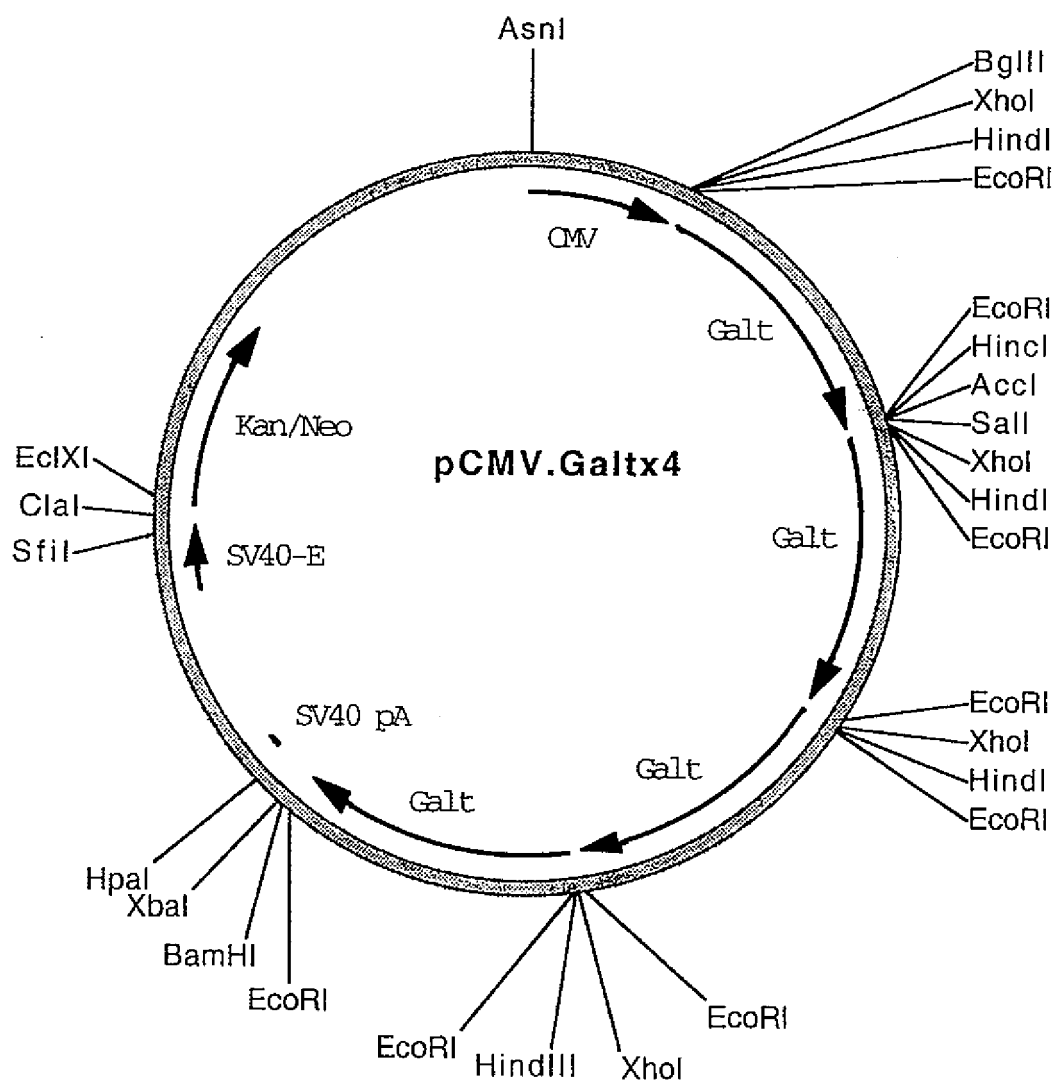 AsnI
BglII
XhoI
HindI
EcoRI
CMV
Galt
EcoRI
HincI
AccI
SalI
XhoI
HindI
EcoRI
Kan/Neo
pCMV.Galtx4
EclXI
ClaI
SfiI
SV40-E
Galt
EcoRI
XhoI
HindI
EcoRI
SV40 pA
Galt
Galt
HpaI
XbaI
BamHI
EcoRI
EcoRI
HindIII
XhoI
EcoRI